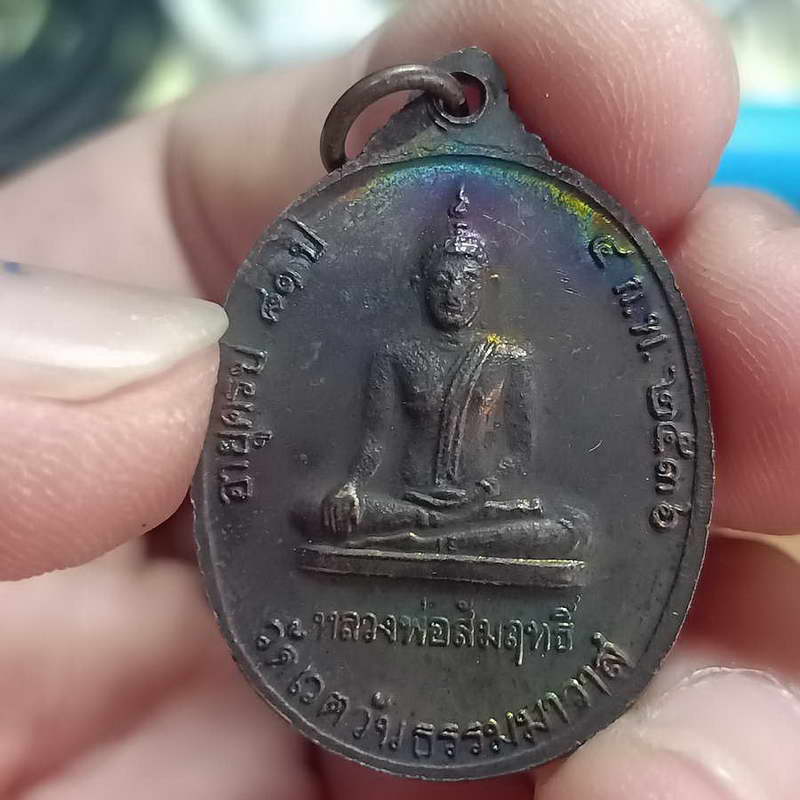 อายุครบ ๘๑ ปี
๕ ก.พ. ๒๕๓๖
หลวงพ่อสัมฤทธิ์
วัดเวตวันธรรมมาวาส